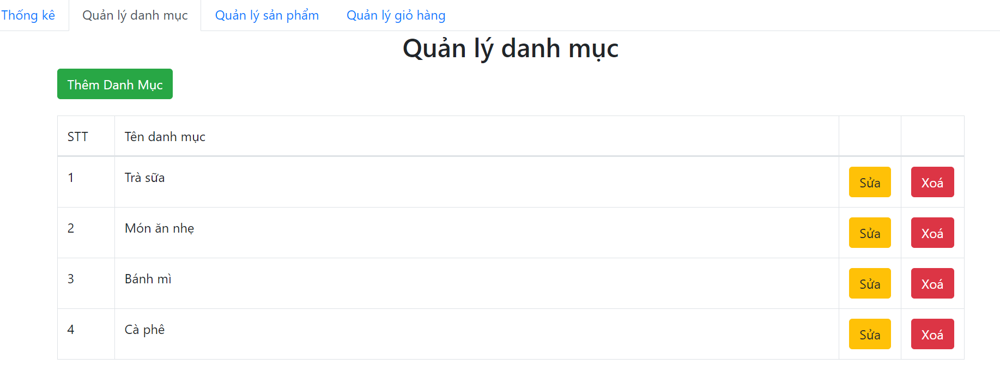 Thống kê Quản lý danh mục Quản lý sản phẩm Quản lý giỏ hàng
Quản lý danh mục
Thêm Danh Mục
STT Tên danh mục
1 Trà sữa Sửa Xoá
2 Món ăn nhẹ Sửa Xoá
3 Bánh mì Sửa Xoá
4 Cà phê Sửa Xoá